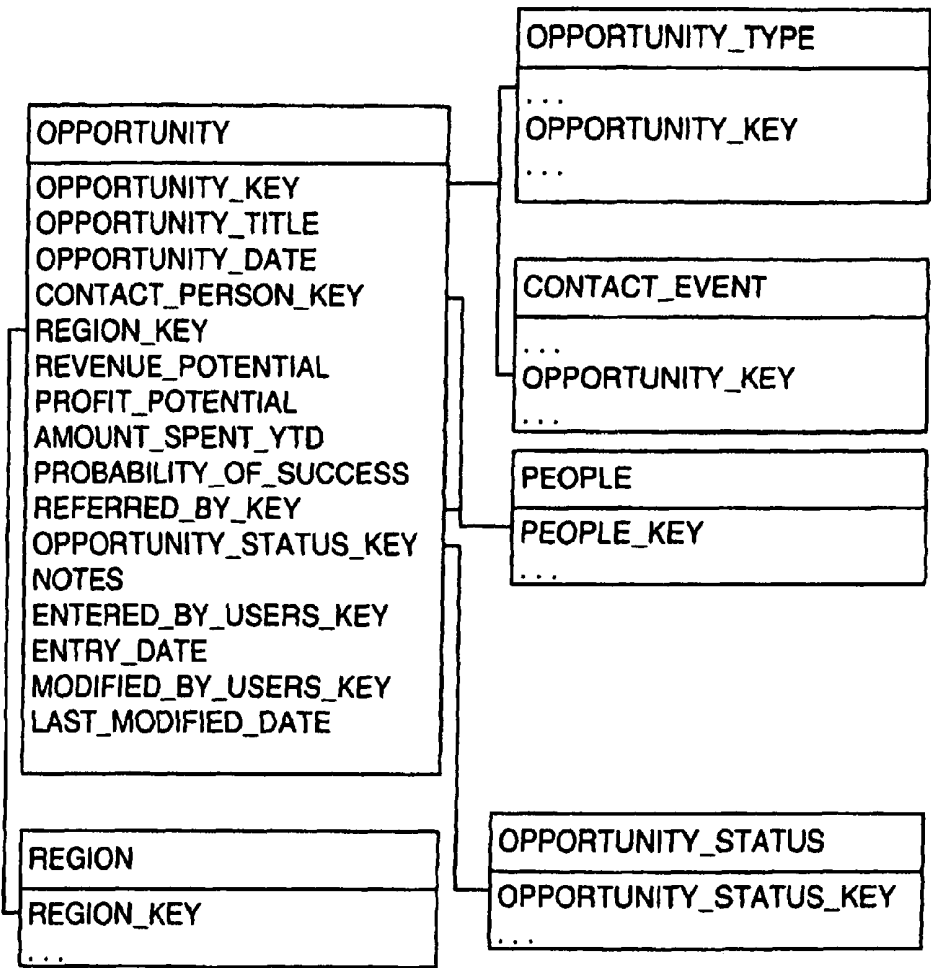 OPPORTUNITY_TYPE
. . .
OPPORTUNITY_KEY
. . .
OPPORTUNITY
OPPORTUNITY_KEY
OPPORTUNITY_TITLE
OPPORTUNITY_DATE
CONTACT_PERSON_KEY
REGION_KEY
REVENUE_POTENTIAL
PROFIT_POTENTIAL
AMOUNT_SPENT_YTD
PROBABILITY_OF_SUCCESS
REFERRED_BY_KEY
OPPORTUNITY_STATUS_KEY
NOTES
ENTERED_BY_USERS_KEY
ENTRY_DATE
MODIFIED_BY_USERS_KEY
LAST_MODIFIED_DATE
CONTACT_EVENT
. . .
OPPORTUNITY_KEY
. . .
PEOPLE
PEOPLE_KEY
. . .
REGION
REGION_KEY
. . .
OPPORTUNITY_STATUS
OPPORTUNITY_STATUS_KEY
. . .